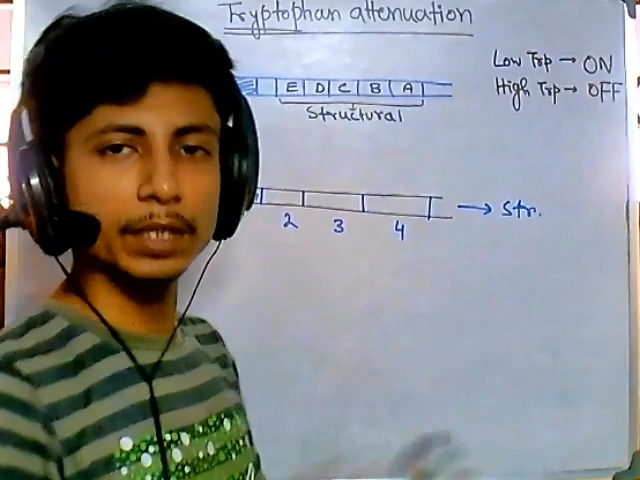 Tryptophan attenuation
Low Trp → ON
High Trp → OFF
E D C B A
Structural
2 3 4 → Str.